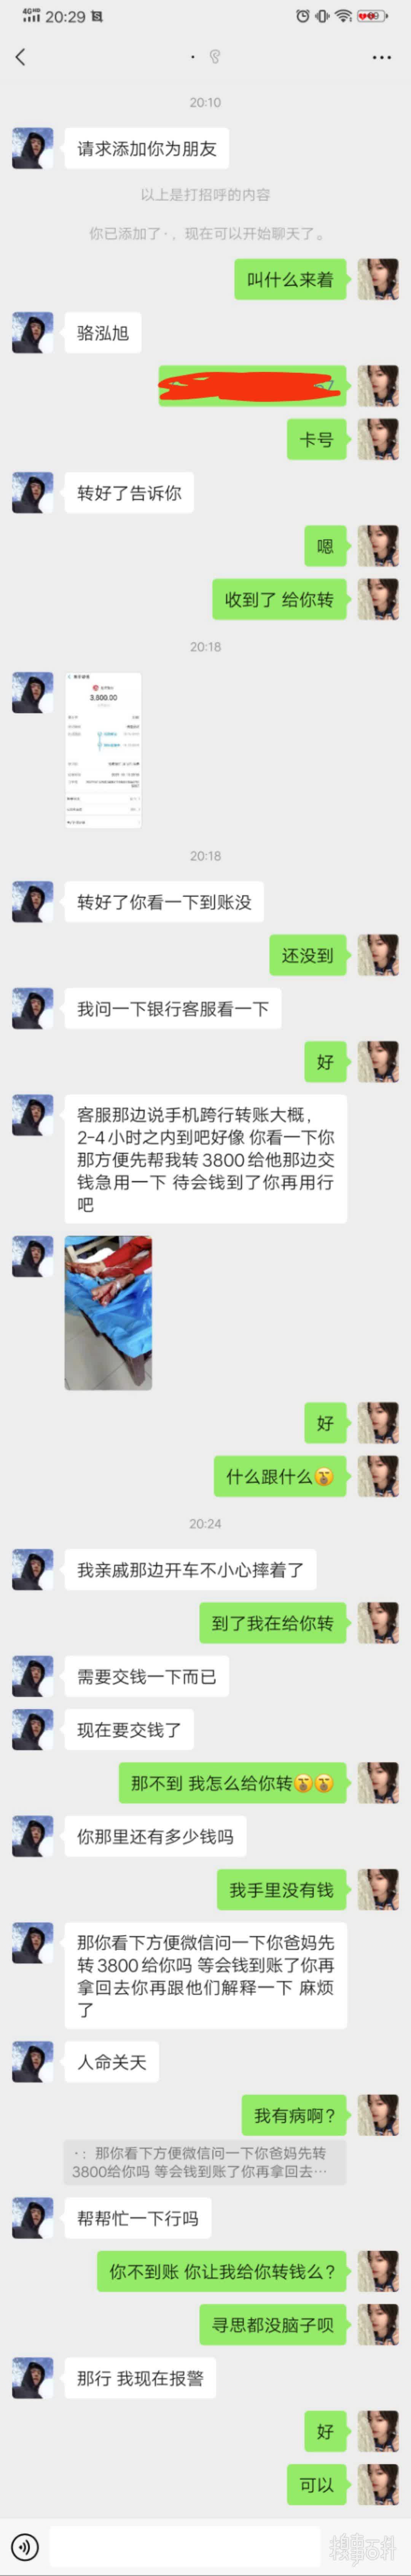 20:29
20:10
请求添加你为朋友
以上是打招呼的内容
你已添加了·，现在可以开始聊天了。
叫什么来着
骆泓旭
卡号
转好了告诉你
嗯
收到了 给你转
20:18
3,800.00
20:18
转好了你看一下到账没
还没到
我问一下银行客服看一下
好
客服那边说手机跨行转账大概，
2-4小时之内到吧好像 你看一下你
那方便先帮我转3800给他那边交
钱急用一下 待会钱到了你再用行
吧
好
什么跟什么
20:24
我亲戚那边开车不小心摔着了
到了我在给你转
需要交钱一下而已
现在要交钱了
那不到 我怎么给你转
你那里还有多少钱吗
我手里没有钱
那你看下方便微信问一下你爸妈先
转3800给你吗 等会钱到账了你再
拿回去你再跟他们解释一下 麻烦
了
人命关天
我有病啊?
·：那你看下方便微信问一下你爸妈先转
3800给你吗 等会钱到账了你再拿回去…
帮帮忙一下行吗
你不到账 你让我给你转钱么?
寻思都没脑子呗
那行 我现在报警
好
可以